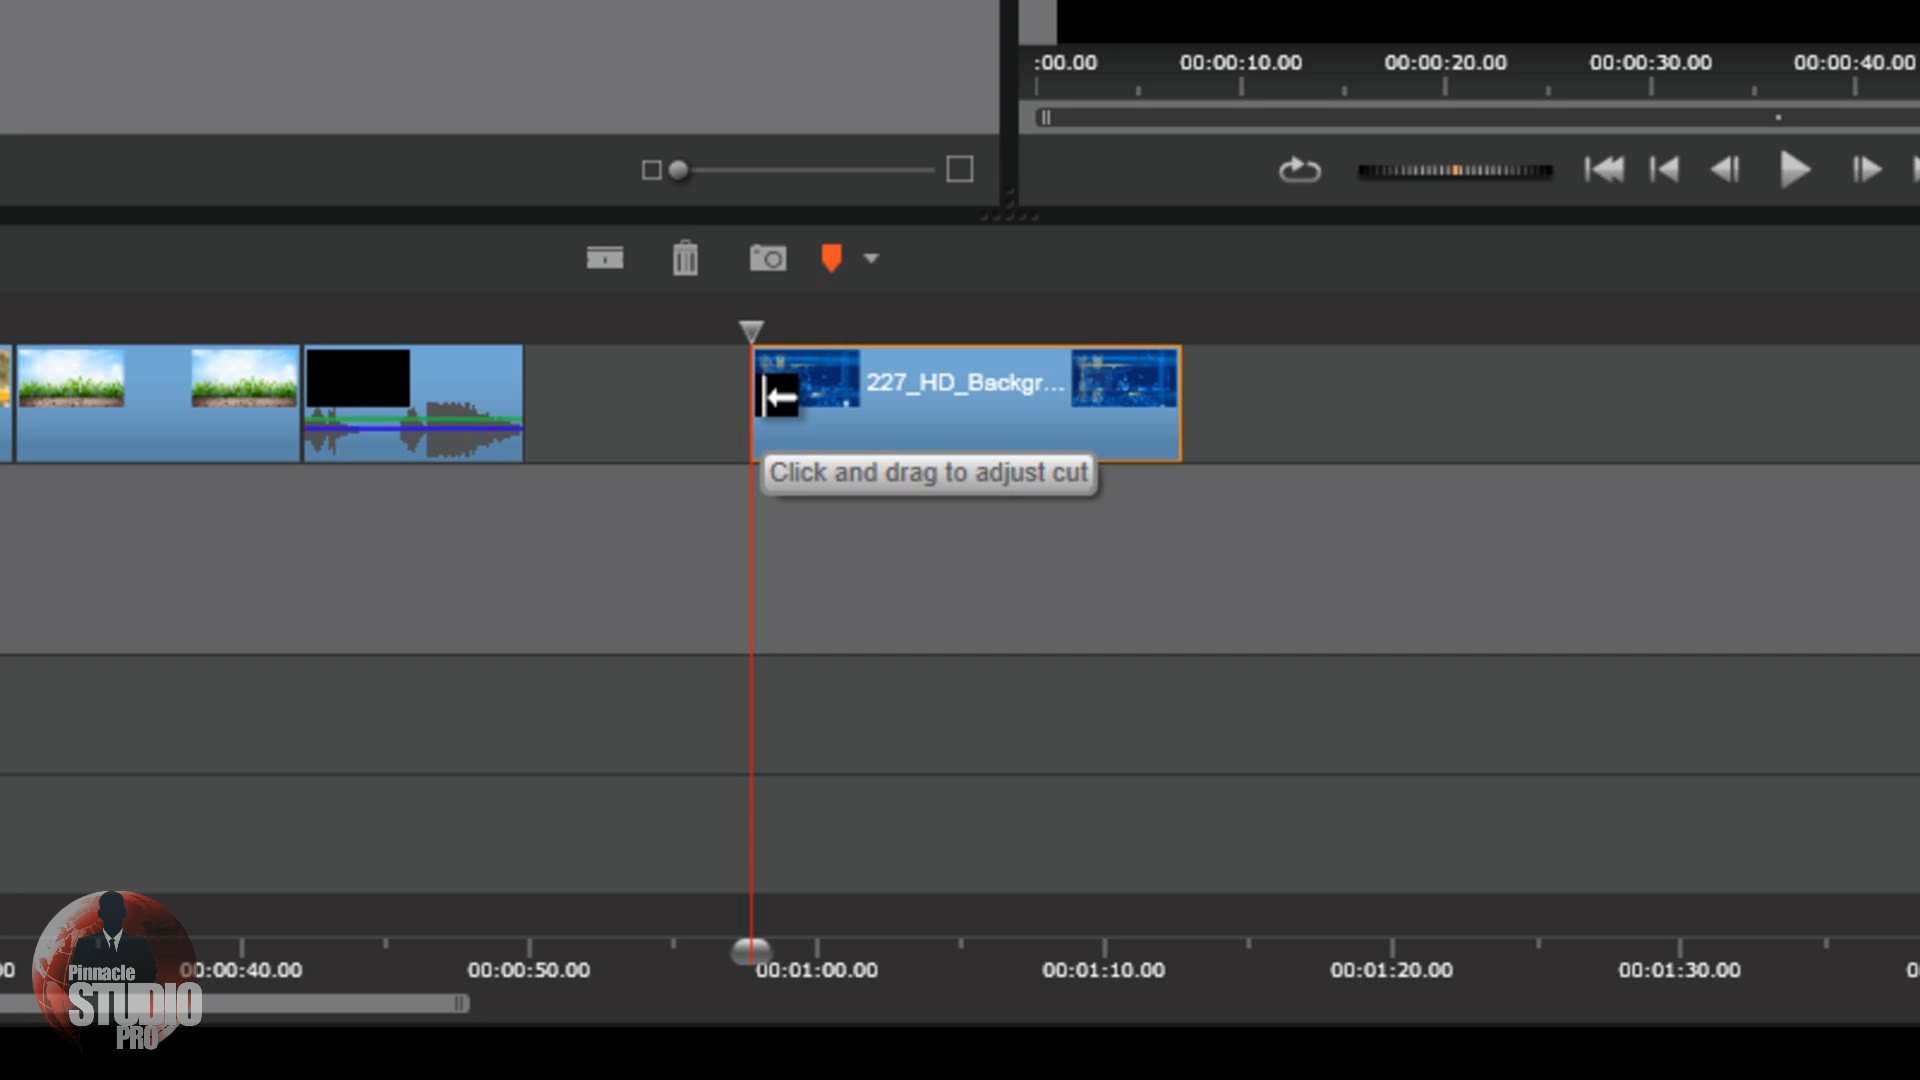 :00.00 00:00:10.00 00:00:20.00 00:00:30.00 00:00:40.00
227_HD_Backgr...
Click and drag to adjust cut
00:00:40.00 00:00:50.00 00:01:00.00 00:01:10.00 00:01:20.00 00:01:30.00
Pinnacle
STUDIO
PRO